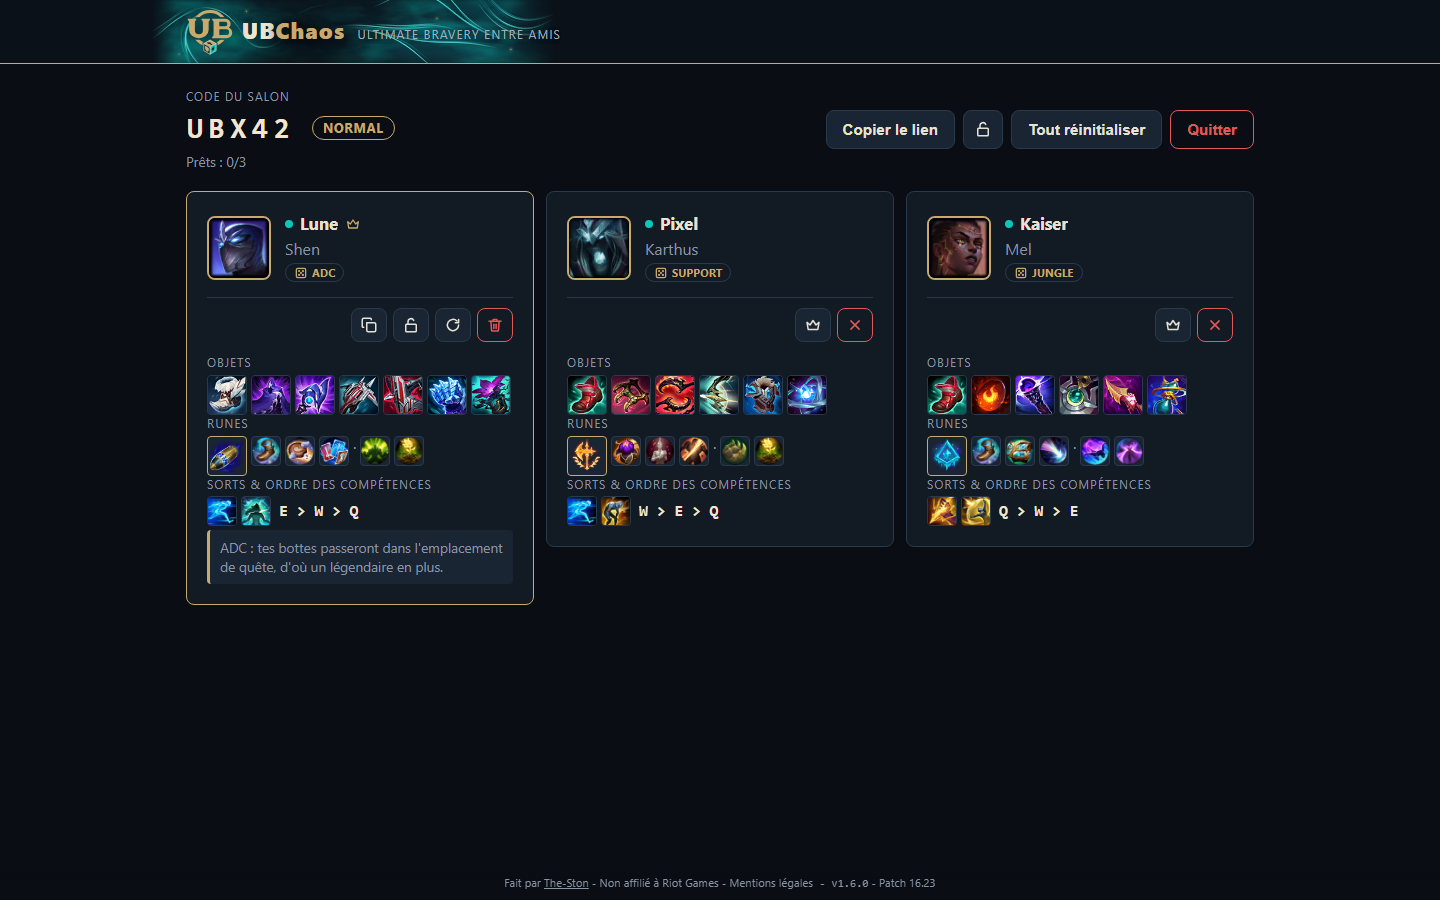 UB UBChaos ULTIMATE BRAVERY ENTRE AMIS
CODE DU SALON
UBX42 NORMAL
Prêts : 0/3
Copier le lien Tout réinitialiser Quitter
Lune
Shen
ADC
OBJETS
RUNES
SORTS & ORDRE DES COMPÉTENCES
E > W > Q
ADC : tes bottes passeront dans l'emplacement
de quête, d'où un légendaire en plus.
Pixel
Karthus
SUPPORT
OBJETS
RUNES
SORTS & ORDRE DES COMPÉTENCES
W > E > Q
Kaiser
Mel
JUNGLE
OBJETS
RUNES
SORTS & ORDRE DES COMPÉTENCES
Q > W > E
Fait par The-Ston - Non affilié à Riot Games - Mentions légales - v1.6.0 - Patch 16.23